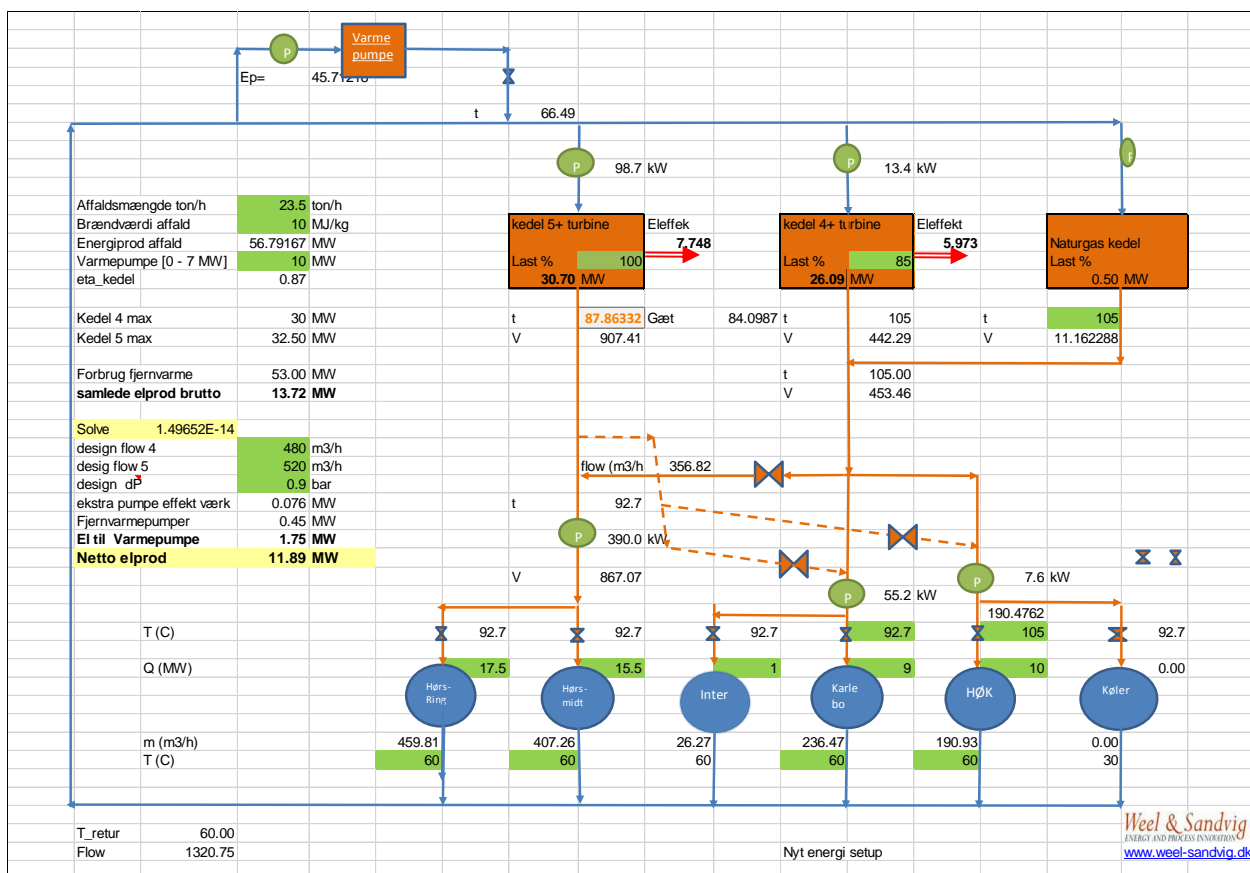 Varme
pumpe
P
Ep=
t 66.49
P 98.7 kW
P 13.4 kW
P
Affaldsmængde ton/h 23.5 ton/h
Brændværdi affald 10 MJ/kg
Energiprod affald 56.79167 MW
Varmepumpe [0 - 7 MW] 10 MW
eta_kedel 0.87
kedel 5+ turbine Eleffek
7.748
Last % 100
30.70 MW
kedel 4+ turbine Eleffekt
5.973
Last % 85
26.09 MW
Naturgas kedel
Last %
0.50 MW
Kedel 4 max 30 MW
Kedel 5 max 32.50 MW
t 87.86332 Gæt 84.0987 t 105 t 105
V 907.41 V 442.29 V 11.162288
Forbrug fjernvarme 53.00 MW
samlede elprod brutto 13.72 MW
t 105.00
V 453.46
Solve 1.49652E-14
design flow 4 480 m3/h
desig flow 5 520 m3/h
design dP 0.9 bar
ekstra pumpe effekt værk 0.076 MW
Fjernvarmepumper 0.45 MW
El til Varmepumpe 1.75 MW
Netto elprod 11.89 MW
flow (m3/h 356.82
t 92.7
P 390.0 kW
V 867.07
P 55.2 kW
P 7.6 kW
190.4762
T (C) 92.7 92.7 92.7 92.7 105 92.7
Q (MW) 17.5 15.5 1 9 10 0.00
Hørs-
Ring
Hørs-
midt
Inter
Karle
bo
HØK
Køler
m (m3/h) 459.81 407.26 26.27 236.47 190.93 0.00
T (C) 60 60 60 60 60 30
T_retur 60.00
Flow 1320.75
Nyt energi setup
Weel & Sandvig
ENERGY AND PROCESS INNOVATION
www.weel-sandvig.dk